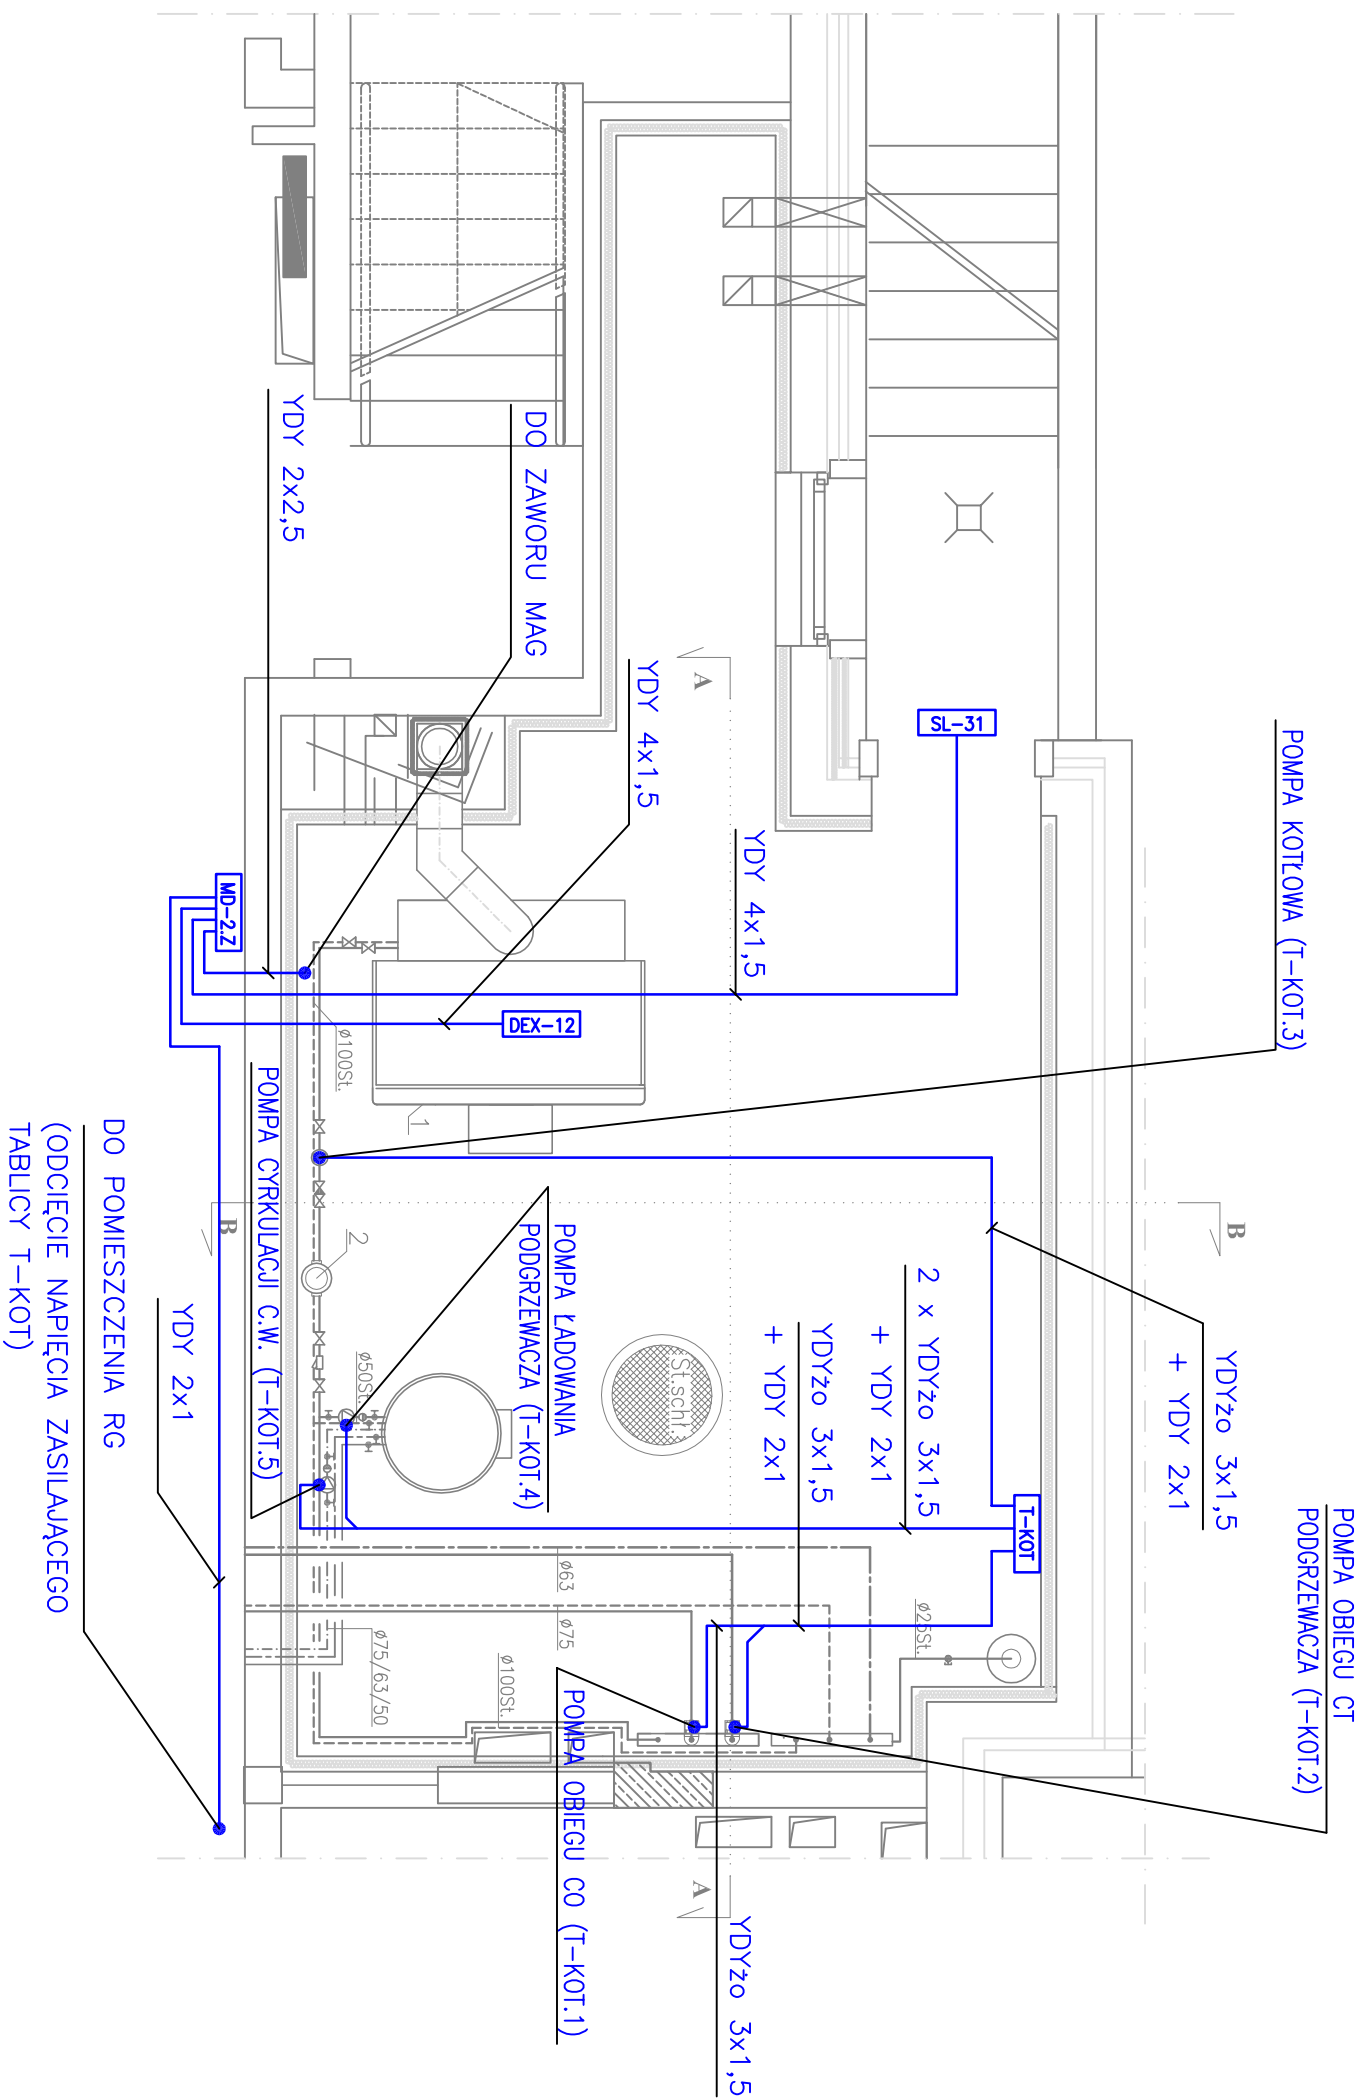 POMPA OBIEGU CT
PODGRZEWACZA (T-KOT.2)
POMPA KOTŁOWA (T-KOT.3)
YDYżo 3x1,5
+ YDY 2x1
B
SL-31
T-KOT
2 x YDYżo 3x1,5
+ YDY 2x1
YDYżo 3x1,5
+ YDY 2x1
ø25St.
YDY 4x1,5
A
A
YDYżo 3x1,5
St.schł.
YDY 4x1,5
POMPA OBIEGU CO (T-KOT.1)
ø63
ø75
DO ZAWORU MAG
DEX-12
POMPA ŁADOWANIA
PODGRZEWACZA (T-KOT.4)
ø100St.
1
ø50St.
2
ø100St.
ø75/63/50
YDY 2x2,5
MD-2.Z
POMPA CYRKULACJI C.W. (T-KOT.5)
B
YDY 2x1
DO POMIESZCZENIA RG
(ODCIĘCIE NAPIĘCIA ZASILAJĄCEGO
TABLICY T-KOT)